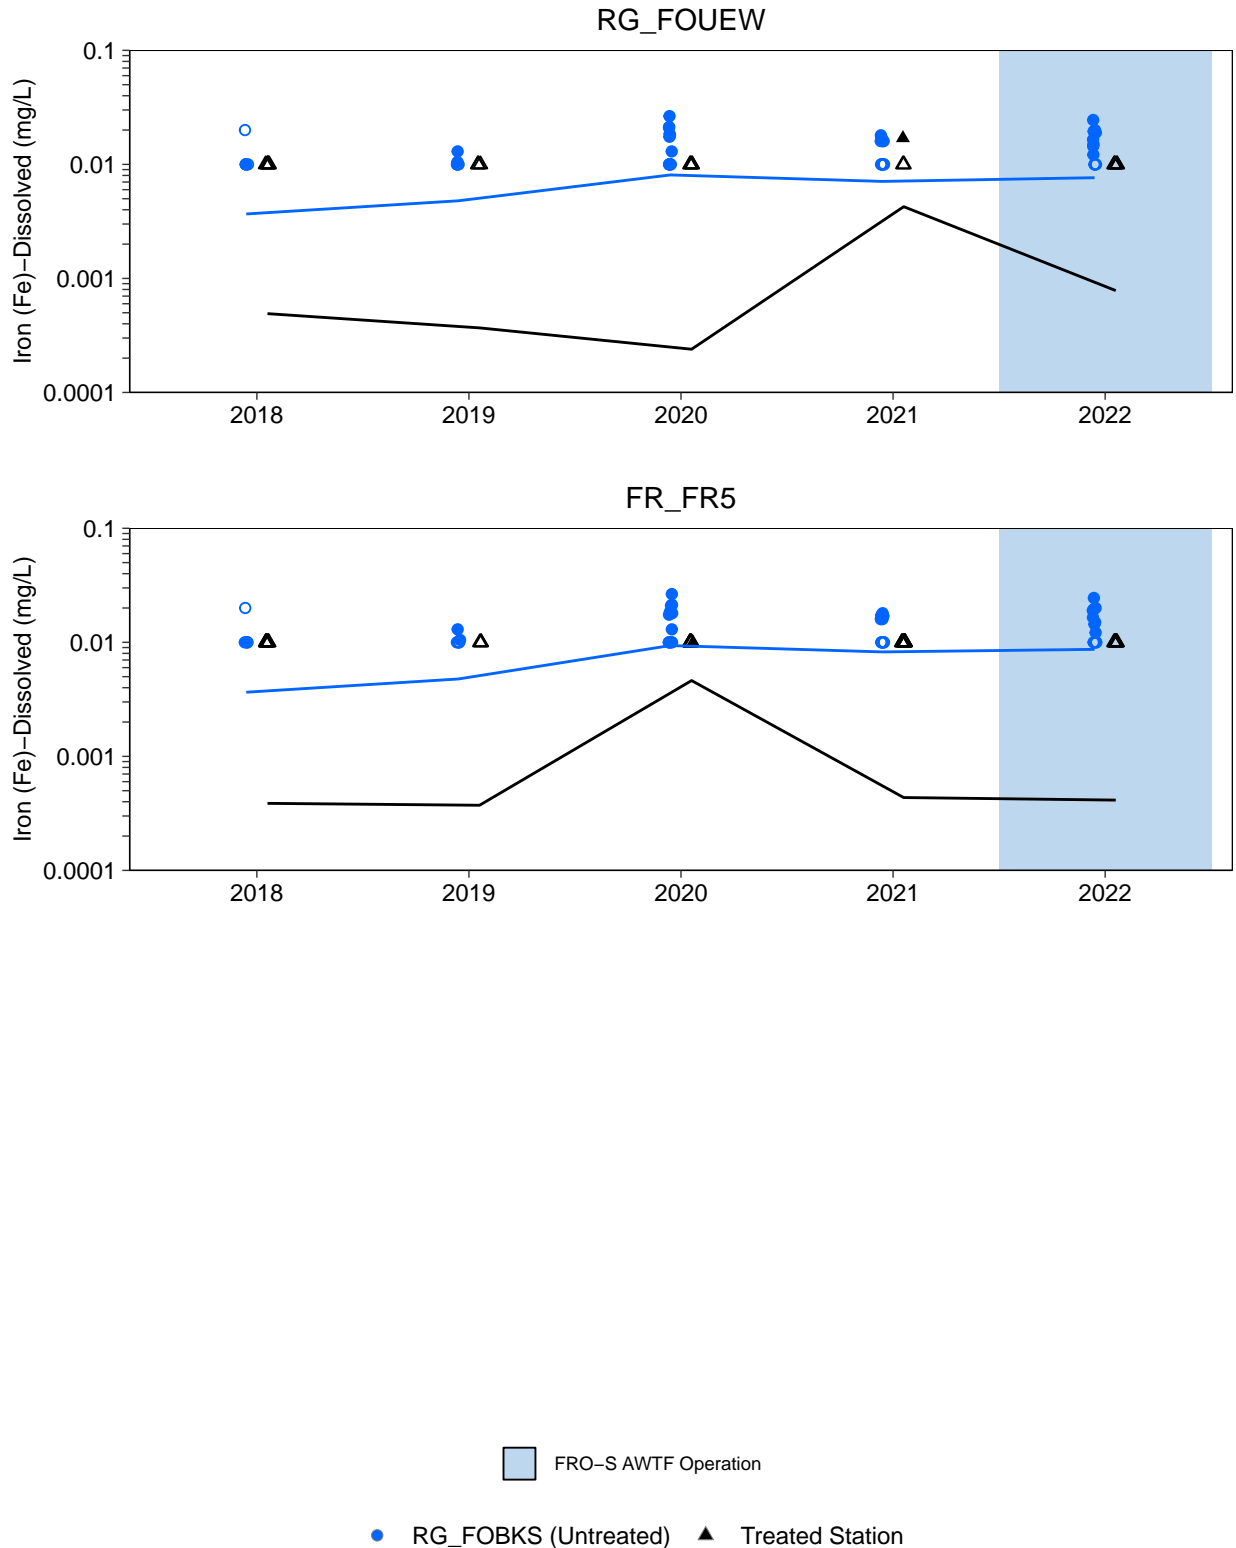 RG_FOUEW
Iron (Fe)−Dissolved (mg/L)
0.1
0.01
0.001
0.0001
2018 2019 2020 2021 2022
FR_FR5
Iron (Fe)−Dissolved (mg/L)
0.1
0.01
0.001
0.0001
2018 2019 2020 2021 2022
FRO−S AWTF Operation
RG_FOBKS (Untreated) Treated Station